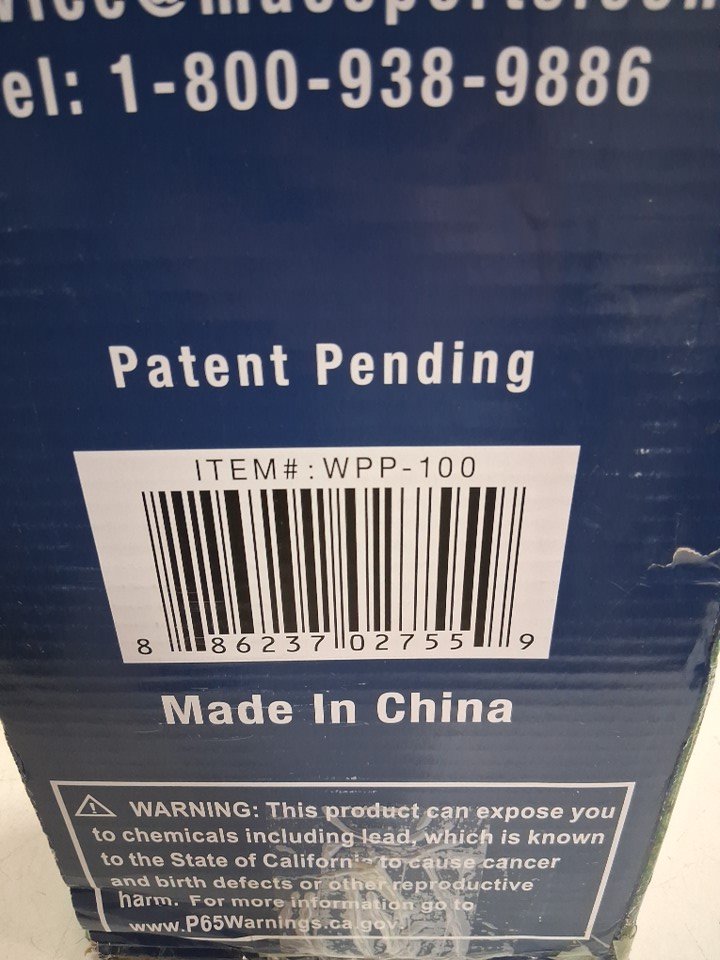 el: 1-800-938-9886
Patent Pending
ITEM#:WPP-100
8 86237 02755 9
Made In China
WARNING: This product can expose you
to chemicals including lead, which is known
to the State of California to cause cancer
and birth defects or other reproductive
harm. For more information go to
www.P65Warnings.ca.gov.